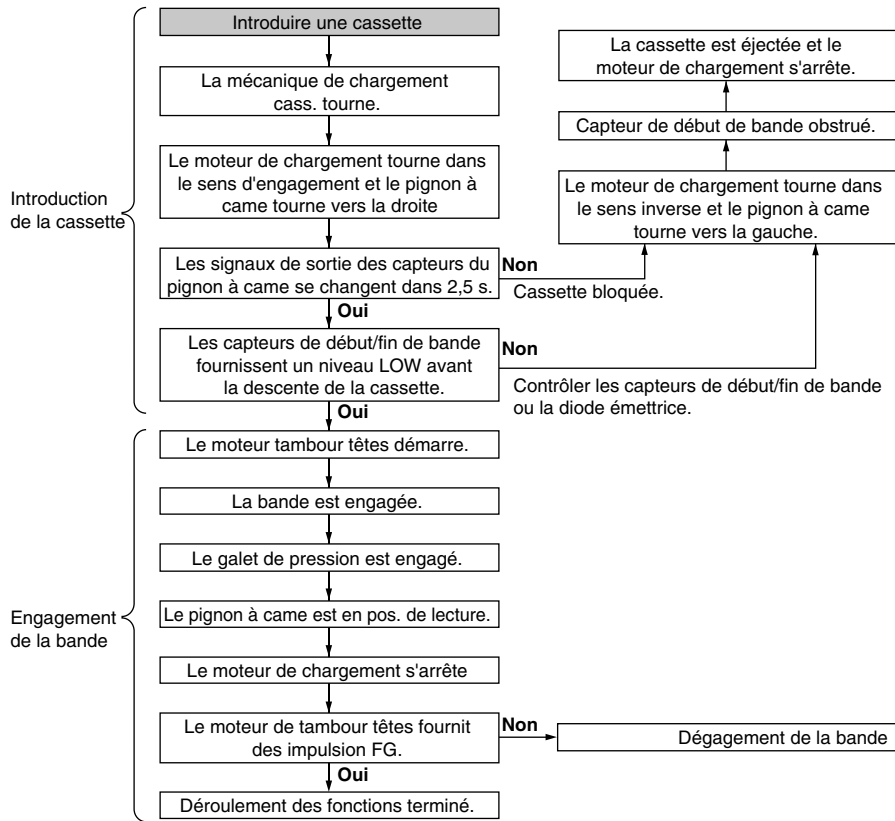 Introduire une cassette
La mécanique de chargement
cass. tourne.
Le moteur de chargement tourne dans
le sens d'engagement et le pignon à
came tourne vers la droite
Introduction
de la cassette
Les signaux de sortie des capteurs du
pignon à came se changent dans 2,5 s.
Non
Cassette bloquée.
Oui
Les capteurs de début/fin de bande
fournissent un niveau LOW avant
la descente de la cassette.
Non
Contrôler les capteurs de début/fin de bande
ou la diode émettrice.
Oui
La cassette est éjectée et le
moteur de chargement s'arrête.
Capteur de début de bande obstrué.
Le moteur de chargement tourne dans
le sens inverse et le pignon à came
tourne vers la gauche.
Le moteur tambour têtes démarre.
La bande est engagée.
Le galet de pression est engagé.
Engagement
de la bande
Le pignon à came est en pos. de lecture.
Le moteur de chargement s'arrête
Le moteur de tambour têtes fournit
des impulsion FG.
Non
Dégagement de la bande
Oui
Déroulement des fonctions terminé.